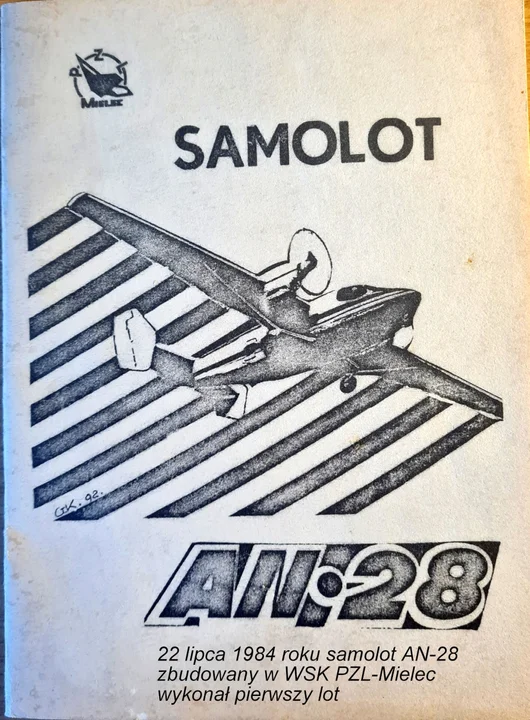 PZL
MIELEC
SAMOLOT
GK. 92.
AN-28
22 lipca 1984 roku samolot AN-28
zbudowany w WSK PZL-Mielec
wykonał pierwszy lot